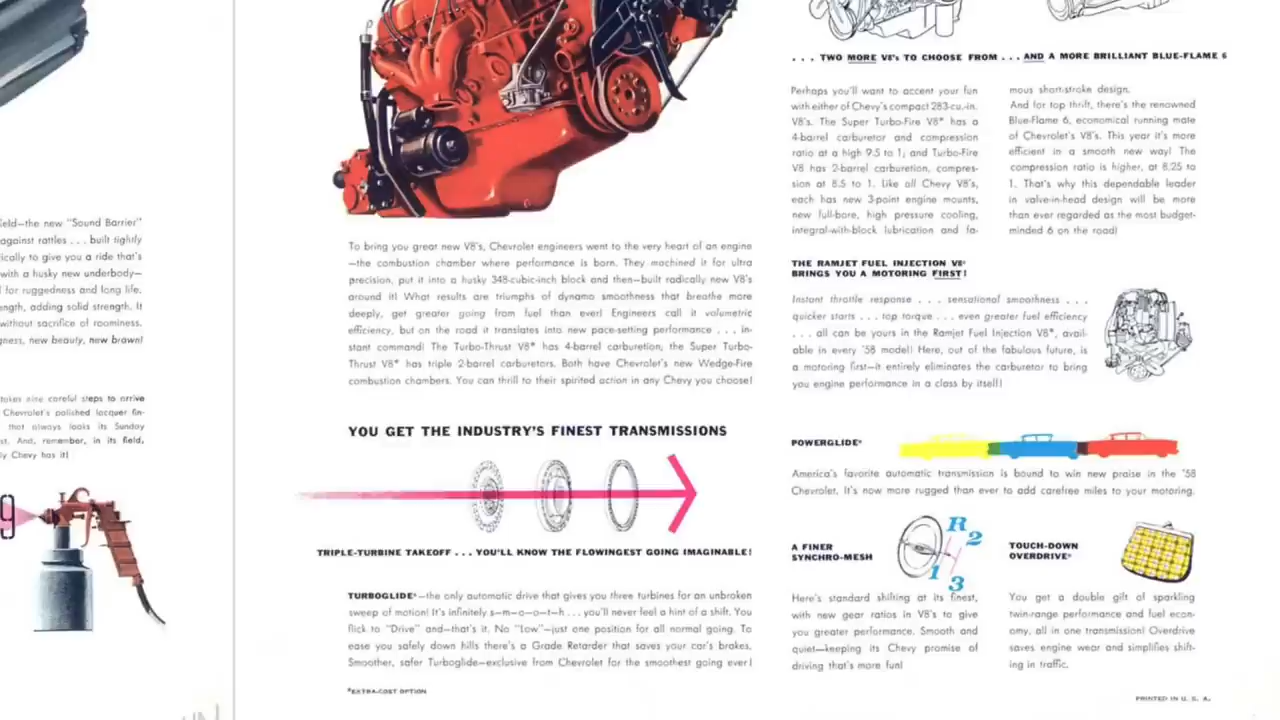 ield—the new "Sound Barrier"
against rattles . . . built tightly
ically to give you a ride that's
with a husky new underbody—
for ruggedness and long life.
ength, adding solid strength. It
without sacrifice of roominess.
gness, new beauty, new brawn!
takes nine careful steps to arrive
Chevrolet's polished lacquer fin-
that always looks its Sunday
st. And, remember, in its field,
ly Chevy has it!
9
To bring you great new V8's, Chevrolet engineers went to the very heart of an engine
—the combustion chamber where performance is born. They machined it for ultra
precision, put it into a husky 348-cubic-inch block and then—built radically new V8's
around it! What results are triumphs of dynamo smoothness that breathe more
deeply, get greater going from fuel than ever! Engineers call it volumetric
efficiency, but on the road it translates into new pace-setting performance . . . in-
stant command! The Turbo-Thrust V8* has 4-barrel carburetion, the Super Turbo-
Thrust V8* has triple 2-barrel carburetors. Both have Chevrolet's new Wedge-Fire
combustion chambers. You can thrill to their spirited action in any Chevy you choose!
YOU GET THE INDUSTRY'S FINEST TRANSMISSIONS
TRIPLE-TURBINE TAKEOFF . . . YOU'LL KNOW THE FLOWINGEST GOING IMAGINABLE!
TURBOGLIDE*—the only automatic drive that gives you three turbines for an unbroken
sweep of motion! It's infinitely s—m—o—o—t—h . . . you'll never feel a hint of a shift. You
flick to "Drive" and—that's it. No "Low"—just one position for all normal going. To
ease you safely down hills there's a Grade Retarder that saves your car's brakes.
Smoother, safer Turboglide—exclusive from Chevrolet for the smoothest going ever!
*EXTRA-COST OPTION
. . . TWO MORE V8's TO CHOOSE FROM . . . AND A MORE BRILLIANT BLUE-FLAME 6
Perhaps you'll want to accent your fun
with either of Chevy's compact 283-cu.-in.
V8's. The Super Turbo-Fire V8* has a
4-barrel carburetor and compression
ratio at a high 9.5 to 1; and Turbo-Fire
V8 has 2-barrel carburetion, compres-
sion at 8.5 to 1. Like all Chevy V8's,
each has new 3-point engine mounts,
new full-bore, high pressure cooling,
integral-with-block lubrication and fa-
mous short-stroke design.
And for top thrift, there's the renowned
Blue-Flame 6, economical running mate
of Chevrolet's V8's. This year it's more
efficient in a smooth new way! The
compression ratio is higher, at 8.25 to
1. That's why this dependable leader
in valve-in-head design will be more
than ever regarded as the most budget-
minded 6 on the road!
THE RAMJET FUEL INJECTION V8*
BRINGS YOU A MOTORING FIRST!
Instant throttle response . . . sensational smoothness . . .
quicker starts . . . top torque . . . even greater fuel efficiency
. . . all can be yours in the Ramjet Fuel Injection V8*, avail-
able in every '58 model! Here, out of the fabulous future, is
a motoring first—it entirely eliminates the carburetor to bring
you engine performance in a class by itself!
POWERGLIDE*
America's favorite automatic transmission is bound to win new praise in the '58
Chevrolet. It's now more rugged than ever to add carefree miles to your motoring.
A FINER
SYNCHRO-MESH
R
2
1
3
Here's standard shifting at its finest,
with new gear ratios in V8's to give
you greater performance. Smooth and
quiet—keeping its Chevy promise of
driving that's more fun!
TOUCH-DOWN
OVERDRIVE*
You get a double gift of sparkling
twin-range performance and fuel econ-
omy, all in one transmission! Overdrive
saves engine wear and simplifies shift-
ing in traffic.
PRINTED IN U. S. A.